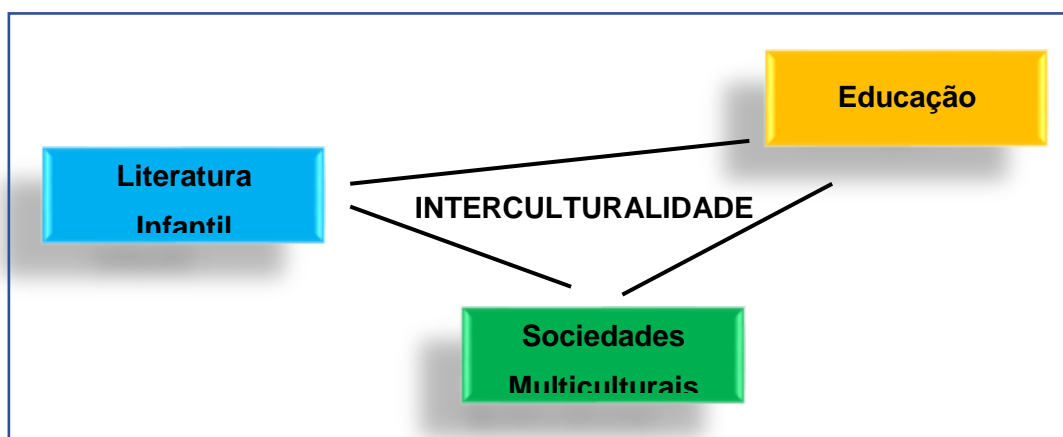 Educação
Literatura
Infantil
INTERCULTURALIDADE
Sociedades
Multiculturais